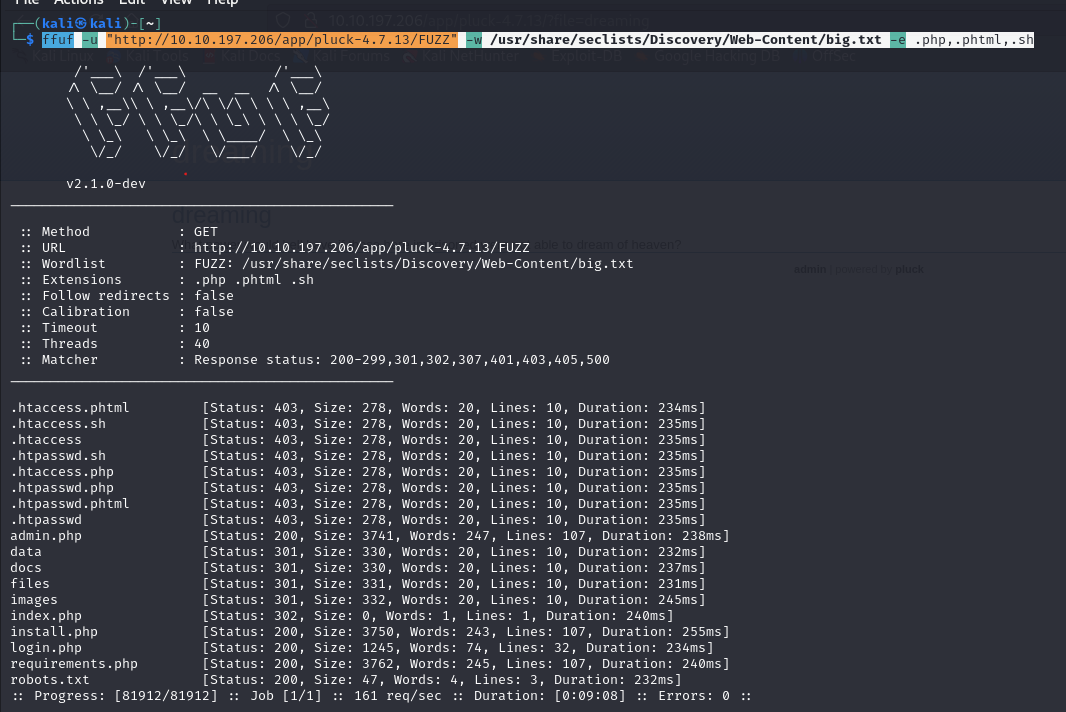 File Actions Edit View Help
┌──(kali㉿kali)-[~]
└─$ ffuf -u "http://10.10.197.206/app/pluck-4.7.13/FUZZ" -w /usr/share/seclists/Discovery/Web-Content/big.txt -e .php,.phtml,.sh
v2.1.0-dev
dreaming
________________________________________________
:: Method : GET
:: URL : http://10.10.197.206/app/pluck-4.7.13/FUZZ
:: Wordlist : FUZZ: /usr/share/seclists/Discovery/Web-Content/big.txt
able to dream of heaven?
admin | powered by pluck
:: Extensions : .php .phtml .sh
:: Follow redirects : false
:: Calibration : false
:: Timeout : 10
:: Threads : 40
:: Matcher : Response status: 200-299,301,302,307,401,403,405,500
________________________________________________
.htaccess.phtml [Status: 403, Size: 278, Words: 20, Lines: 10, Duration: 234ms]
.htaccess.sh [Status: 403, Size: 278, Words: 20, Lines: 10, Duration: 235ms]
.htaccess [Status: 403, Size: 278, Words: 20, Lines: 10, Duration: 235ms]
.htpasswd.sh [Status: 403, Size: 278, Words: 20, Lines: 10, Duration: 235ms]
.htaccess.php [Status: 403, Size: 278, Words: 20, Lines: 10, Duration: 235ms]
.htpasswd.php [Status: 403, Size: 278, Words: 20, Lines: 10, Duration: 235ms]
.htpasswd.phtml [Status: 403, Size: 278, Words: 20, Lines: 10, Duration: 235ms]
.htpasswd [Status: 403, Size: 278, Words: 20, Lines: 10, Duration: 235ms]
admin.php [Status: 200, Size: 3741, Words: 247, Lines: 107, Duration: 238ms]
data [Status: 301, Size: 330, Words: 20, Lines: 10, Duration: 232ms]
docs [Status: 301, Size: 330, Words: 20, Lines: 10, Duration: 237ms]
files [Status: 301, Size: 331, Words: 20, Lines: 10, Duration: 231ms]
images [Status: 301, Size: 332, Words: 20, Lines: 10, Duration: 245ms]
index.php [Status: 302, Size: 0, Words: 1, Lines: 1, Duration: 240ms]
install.php [Status: 200, Size: 3750, Words: 243, Lines: 107, Duration: 255ms]
login.php [Status: 200, Size: 1245, Words: 74, Lines: 32, Duration: 234ms]
requirements.php [Status: 200, Size: 3762, Words: 245, Lines: 107, Duration: 240ms]
robots.txt [Status: 200, Size: 47, Words: 4, Lines: 3, Duration: 232ms]
:: Progress: [81912/81912] :: Job [1/1] :: 161 req/sec :: Duration: [0:09:08] :: Errors: 0 ::